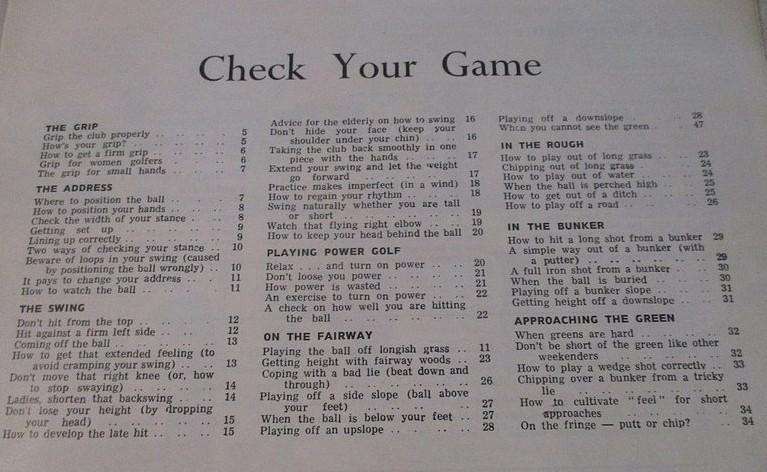 Check Your Game
THE GRIP
Grip the club properly .. .. .. .. 5
How's your grip? .. .. .. .. 5
How to get a firm grip .. .. .. 6
Grip for women golfers .. .. .. 6
The grip for small hands .. .. .. 7
THE ADDRESS
Where to position the ball .. .. .. 7
How to position your hands .. .. .. 8
Check the width of your stance .. .. 8
Getting set up .. .. .. .. 9
Lining up correctly .. .. .. .. 9
Two ways of checking your stance .. 10
Beware of loops in your swing (caused
by positioning the ball wrongly) .. 10
It pays to change your address .. .. 11
How to watch the ball .. .. .. 11
THE SWING
Don't hit from the top .. .. .. 12
Hit against a firm left side .. .. 12
Coming off the ball .. .. .. .. 13
How to get that extended feeling (to
avoid cramping your swing) .. .. 13
Don't move that right knee (or, how
to stop swaying) .. .. .. .. 14
Ladies, shorten that backswing .. .. 14
Don't lose your height (by dropping
your head) .. .. .. .. .. 15
How to develop the late hit .. .. .. 15
Advice for the elderly on how to swing 16
Don't hide your face (keep your
shoulder under your chin) .. .. 16
Taking the club back smoothly in one
piece with the hands .. .. .. 17
Extend your swing and let the weight
go forward .. .. .. .. 17
Practice makes imperfect (in a wind) 18
How to regain your rhythm .. .. 18
Swing naturally whether you are tall
or short .. .. .. .. .. 19
Watch that flying right elbow .. .. 19
How to keep your head behind the ball 20
PLAYING POWER GOLF
Relax . . . and turn on power .. .. 20
Don't loose you power .. .. .. 21
How power is wasted .. .. .. .. 21
An exercise to turn on power .. .. 22
A check on how well you are hitting
the ball .. .. .. .. .. 22
ON THE FAIRWAY
Playing the ball off longish grass .. .. 11
Getting height with fairway woods .. .. 23
Coping with a bad lie (beat down and
through) .. .. .. .. .. 26
Playing off a side slope (ball above
your feet) .. .. .. .. .. 27
When the ball is below your feet .. .. 27
Playing off an upslope .. .. .. .. 28
Playing off a downslope .. .. .. 28
When you cannot see the green .. .. 47
IN THE ROUGH
How to play out of long grass .. .. 23
Chipping out of long grass .. .. 24
How to play out of water .. .. .. 24
When the ball is perched high .. .. 25
How to get out of a ditch .. .. .. 25
How to play off a road .. .. .. .. 26
IN THE BUNKER
How to hit a long shot from a bunker 29
A simple way out of a bunker (with
a putter) .. .. .. .. .. 29
A full iron shot from a bunker .. .. 30
When the ball is buried .. .. .. 30
Playing off a bunker slope .. .. .. 31
Getting height off a downslope .. .. 31
APPROACHING THE GREEN
When greens are hard .. .. .. .. 32
Don't be short of the green like other
weekenders .. .. .. .. .. 32
How to play a wedge shot correctly .. 33
Chipping over a bunker from a tricky
lie .. .. .. .. .. .. 33
How to cultivate "feel" for short
approaches .. .. .. .. .. 34
On the fringe — putt or chip? .. .. 34